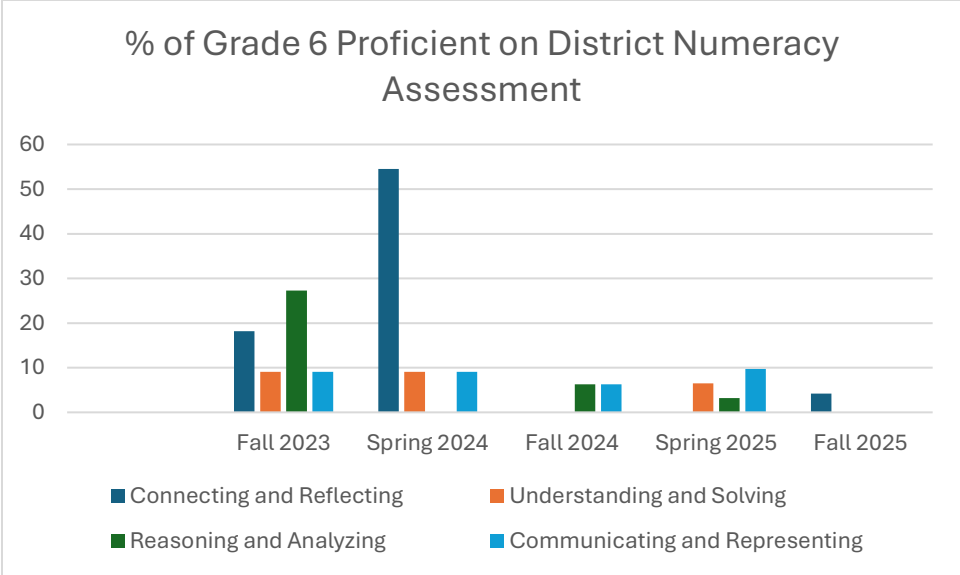 % of Grade 6 Proficient on District Numeracy
Assessment
60
50
40
30
20
10
0
Fall 2023 Spring 2024 Fall 2024 Spring 2025 Fall 2025
Connecting and Reflecting Understanding and Solving
Reasoning and Analyzing Communicating and Representing